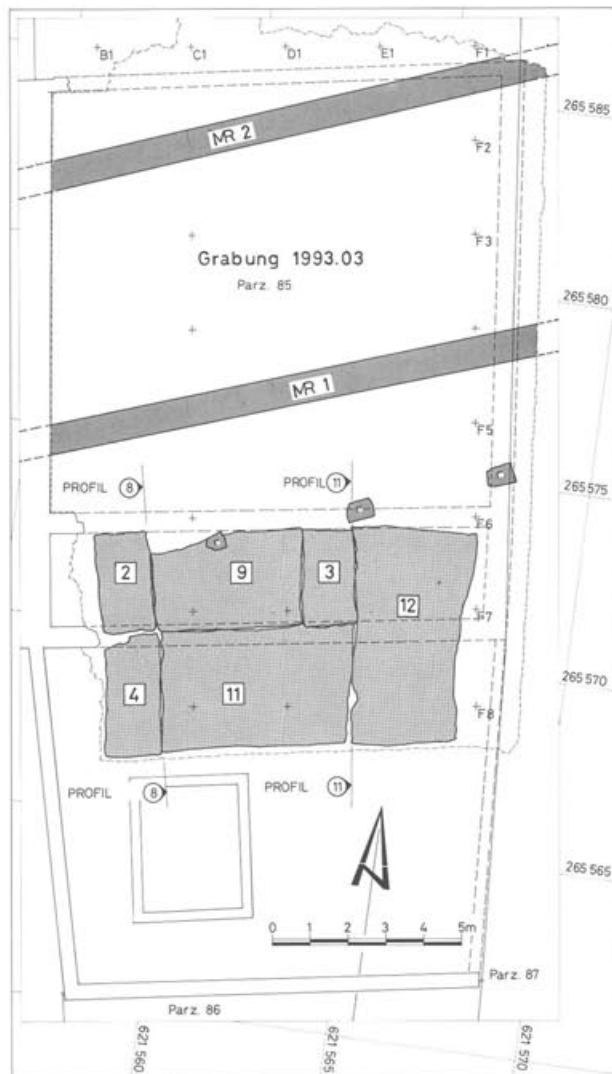 B1 C1 D1 E1 F1
265 585
MR 2
F2
F3
Grabung 1993.03
Parz. 85
265 580
MR 1
F5
265 575
PROFIL 8
PROFIL 11
E6
2
9
3
12
F7
4
11
265 570
F8
PROFIL 8
PROFIL 11
265 565
N
0 1 2 3 4 5m
Parz. 87
Parz. 86
621 560
621 565
621 570